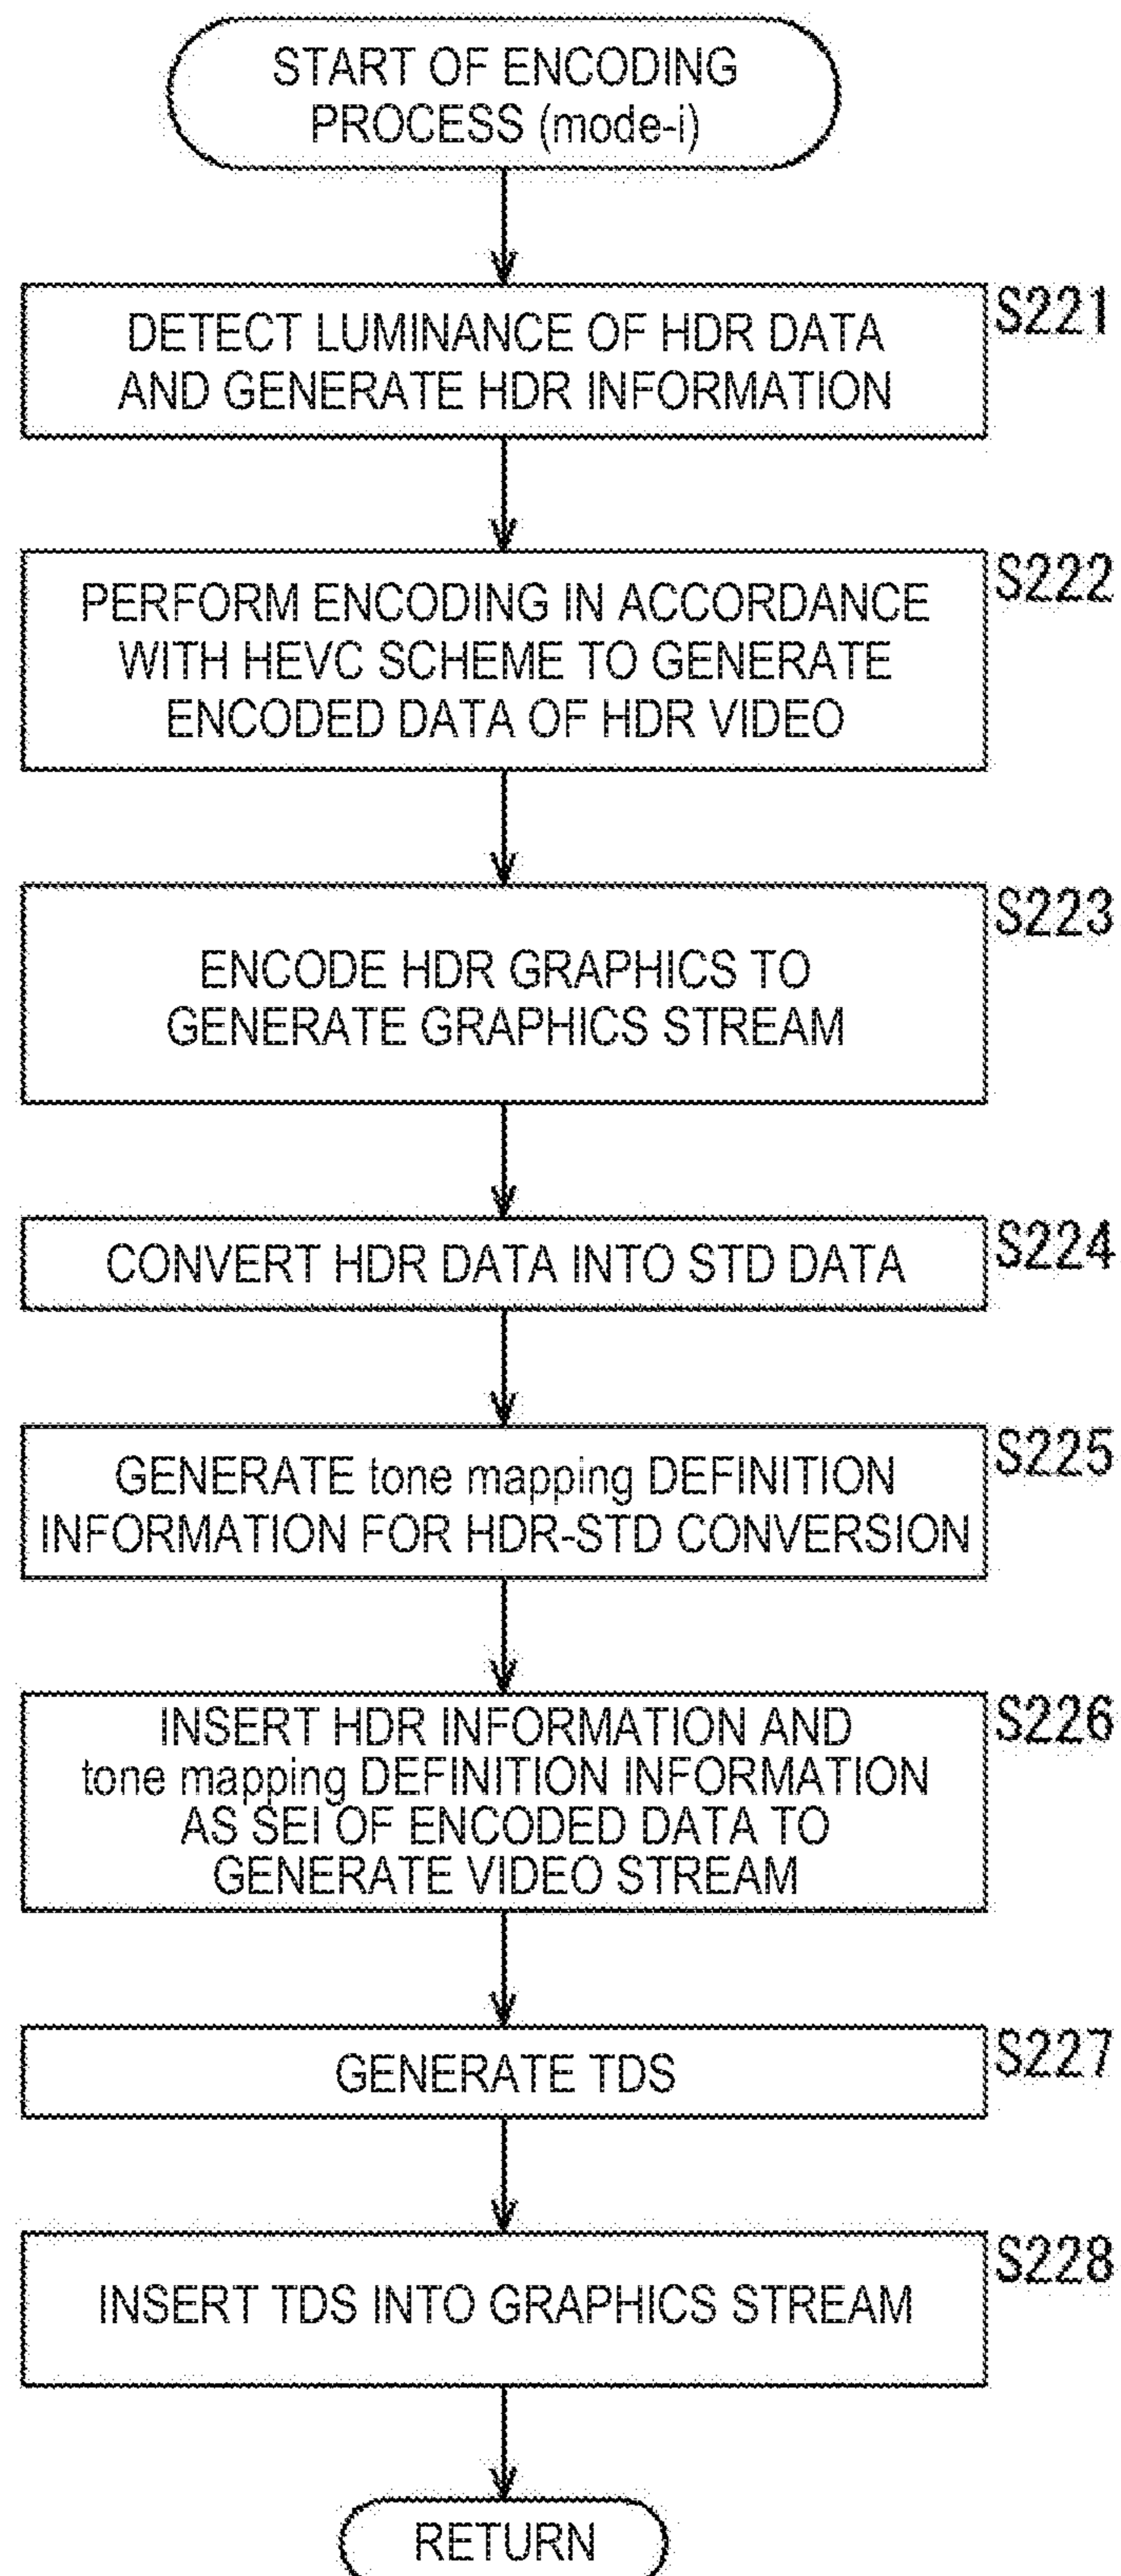 START OF ENCODING
PROCESS (mode-i)
S221
DETECT LUMINANCE OF HDR DATA
AND GENERATE HDR INFORMATION
S222
PERFORM ENCODING IN ACCORDANCE
WITH HEVC SCHEME TO GENERATE
ENCODED DATA OF HDR VIDEO
S223
ENCODE HDR GRAPHICS TO
GENERATE GRAPHICS STREAM
S224
CONVERT HDR DATA INTO STD DATA
S225
GENERATE tone mapping DEFINITION
INFORMATION FOR HDR-STD CONVERSION
S226
INSERT HDR INFORMATION AND
tone mapping DEFINITION INFORMATION
AS SEI OF ENCODED DATA TO
GENERATE VIDEO STREAM
S227
GENERATE TDS
S228
INSERT TDS INTO GRAPHICS STREAM
RETURN